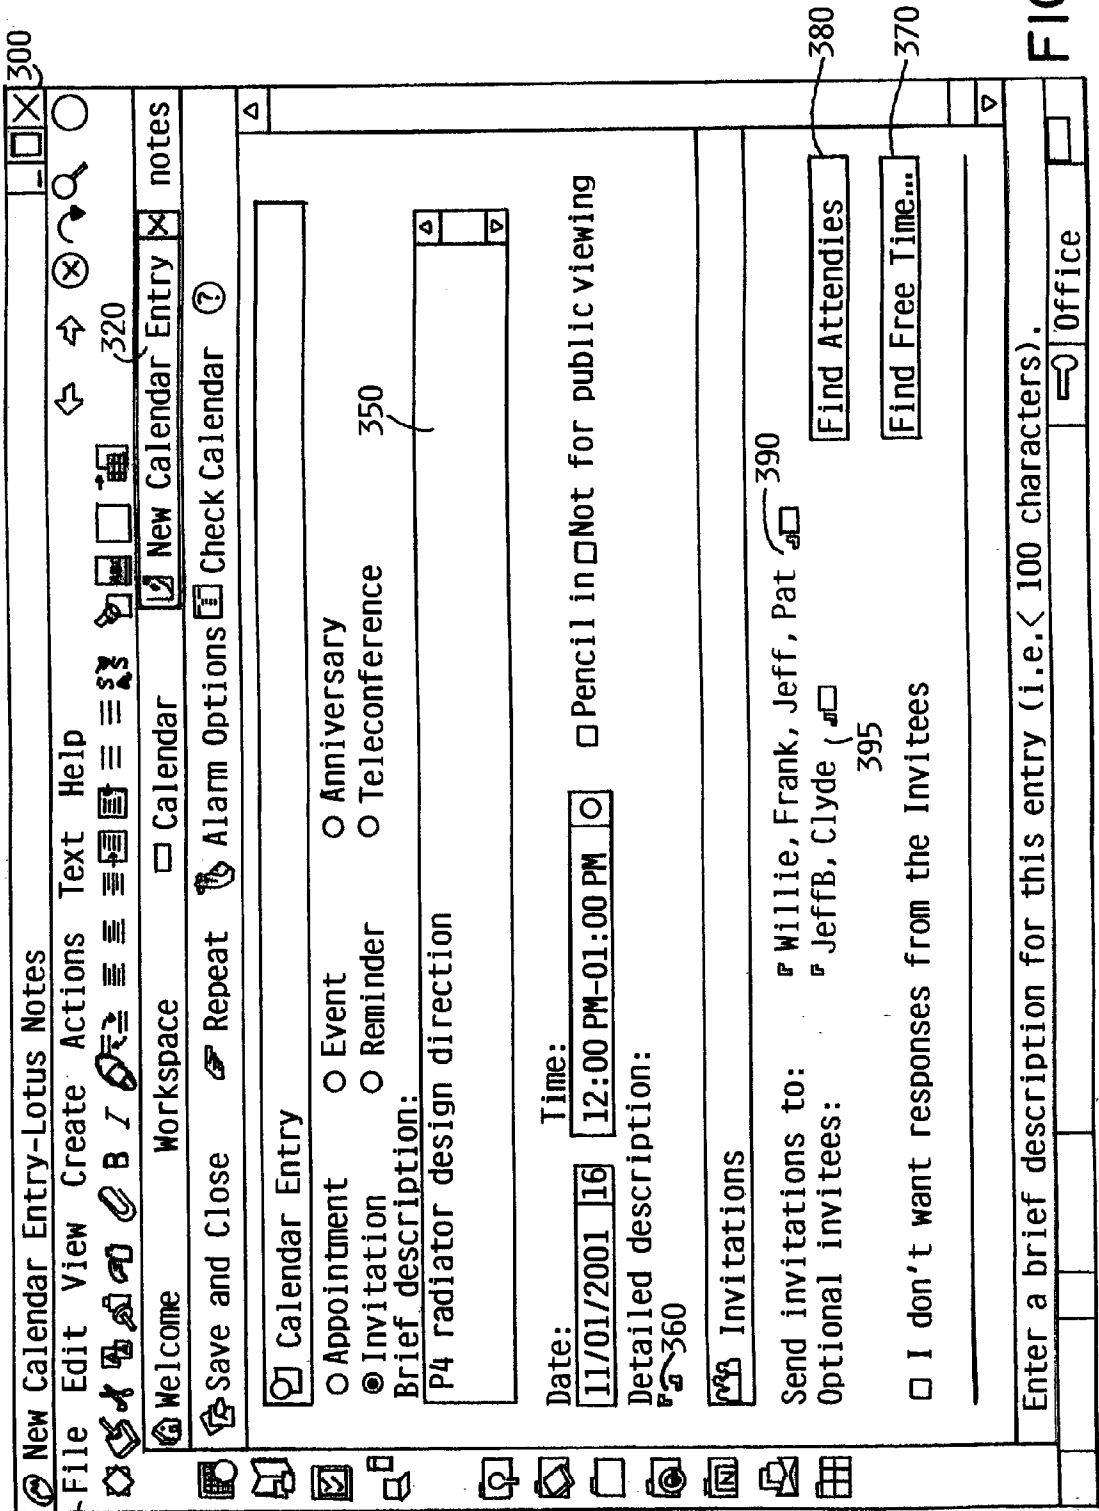 New Calendar Entry-Lotus Notes
300
File Edit View Create Actions Text Help
B I
320
Welcome Workspace Calendar New Calendar Entry notes
Save and Close Repeat Alarm Options Check Calendar ?
Calendar Entry
Appointment Event Anniversary
Invitation Reminder Teleconference
350
Brief description:
P4 radiator design direction
Date: Time:
11/01/2001 16 12:00 PM-01:00 PM Pencil in Not for public viewing
Detailed description:
360
Invitations
Send invitations to: Willie, Frank, Jeff, Pat 390
Optional invitees: JeffB, Clyde
395
Find Attendies 380
Find Free Time... 370
I don't want responses from the Invitees
Enter a brief description for this entry (i.e.< 100 characters).
Office